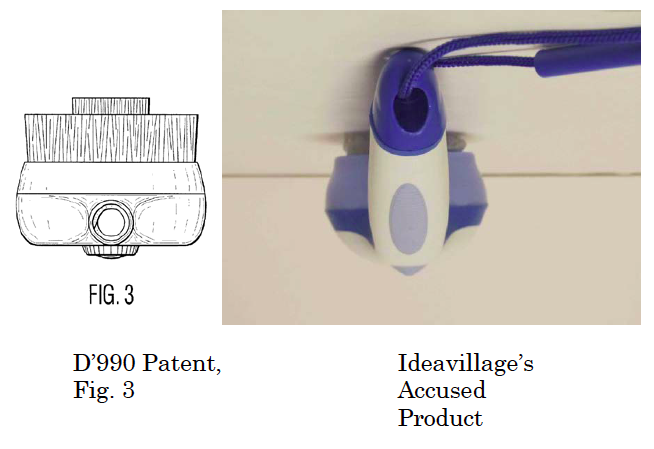 FIG. 3
D’990 Patent,
Fig. 3
Ideavillage’s
Accused
Product